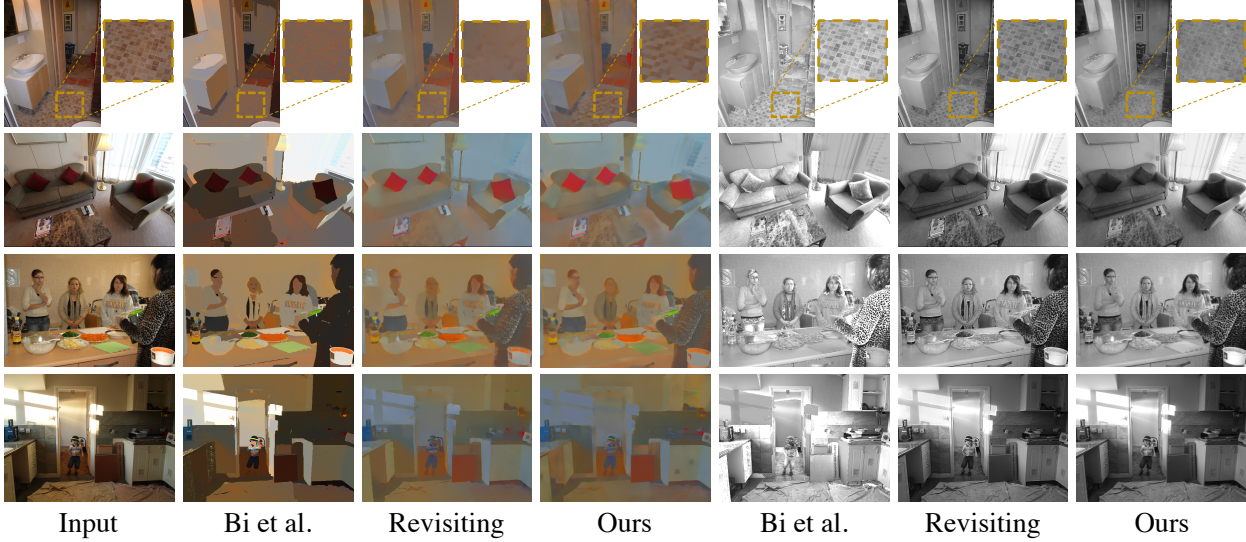 Input
Bi et al.
Revisiting
Ours
Bi et al.
Revisiting
Ours